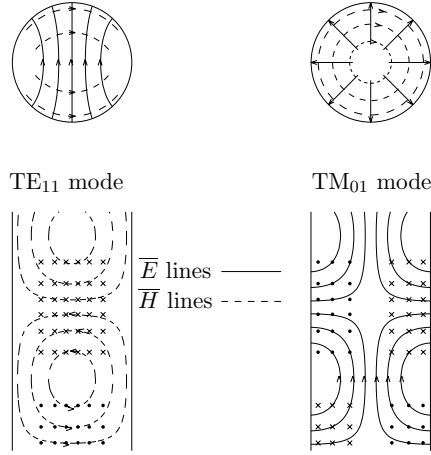 TE₁₁ mode
TM₀₁ mode
E̅ lines
H̅ lines